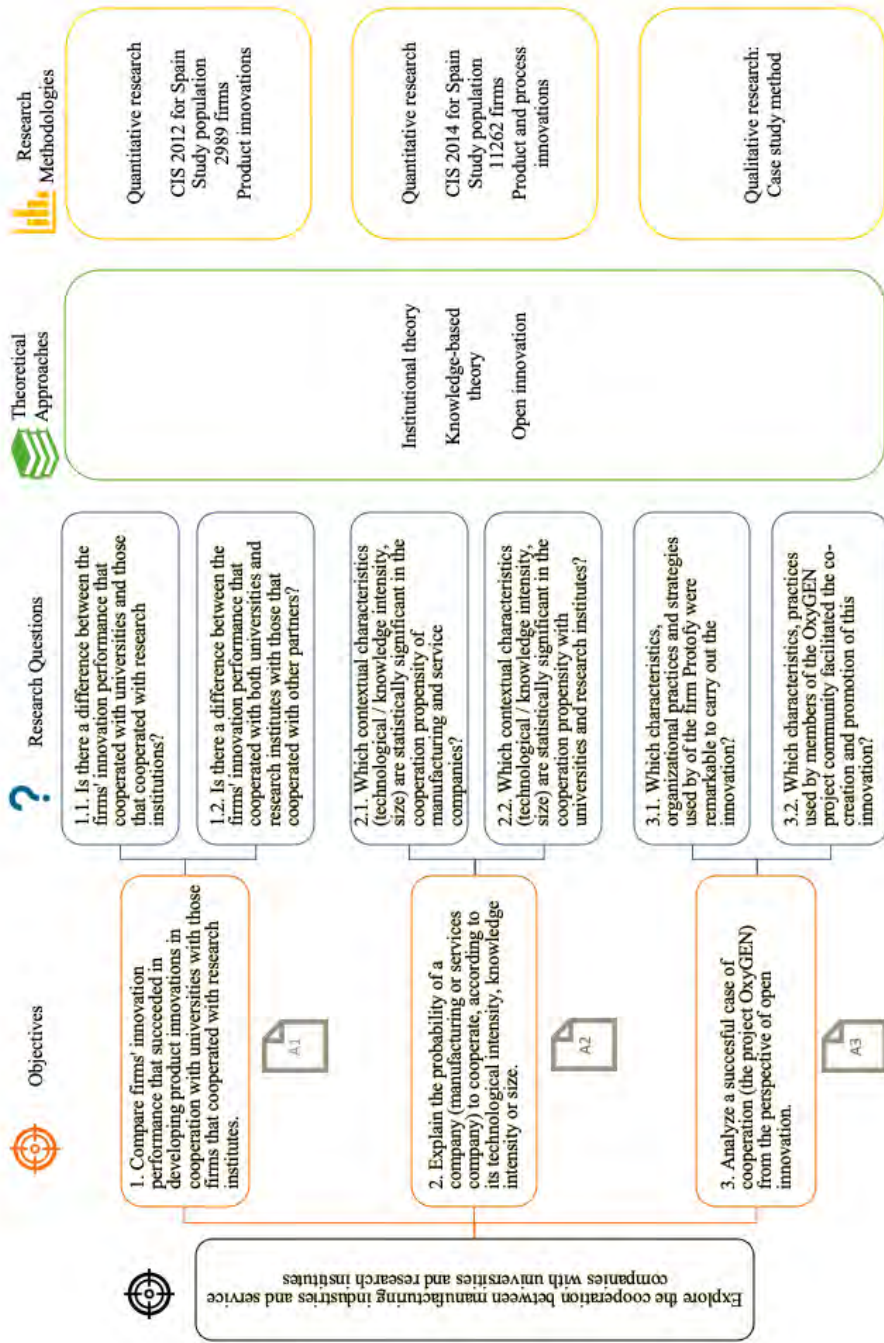 Explore the cooperation between manufacturing industries and service
companies with universities and research institutes
Objectives
1. Compare firms' innovation
performance that succeeded in
developing product innovations in
cooperation with universities with those
firms that cooperated with research
institutes.
A1
2. Explain the probability of a
company (manufacturing or services
company) to cooperate, according to
its technological intensity, knowledge
intensity or size.
A2
3. Analyze a succesful case of
cooperation (the project OxyGEN)
from the perspective of open
innovation.
A3
?
Research Questions
1.1. Is there a difference between the
firms' innovation performance that
cooperated with universities and those
that cooperated with research
institutions?
1.2. Is there a difference between the
firms' innovation performance that
cooperated with both universities and
research institutes with those that
cooperated with other partners?
2.1. Which contextual characteristics
(technological / knowledge intensity,
size) are statistically significant in the
cooperation propensity of
manufacturing and service
companies?
2.2. Which contextual characteristics
(technological / knowledge intensity,
size) are statistically significant in the
cooperation propensity with
universities and research institutes?
3.1. Which characteristics,
organizational practices and strategies
used by of the firm Protofy were
remarkable to carry out the
innovation?
3.2. Which characteristics, practices
used by members of the OxyGEN
project community facilitated the co-
creation and promotion of this
innovation?
Theoretical
Approaches
Institutional theory
Knowledge-based
theory
Open innovation
Research
Methodologies
Quantitative research
CIS 2012 for Spain
Study population
2989 firms
Product innovations
Quantitative research
CIS 2014 for Spain
Study population
11262 firms
Product and process
innovations
Qualitative research:
Case study method